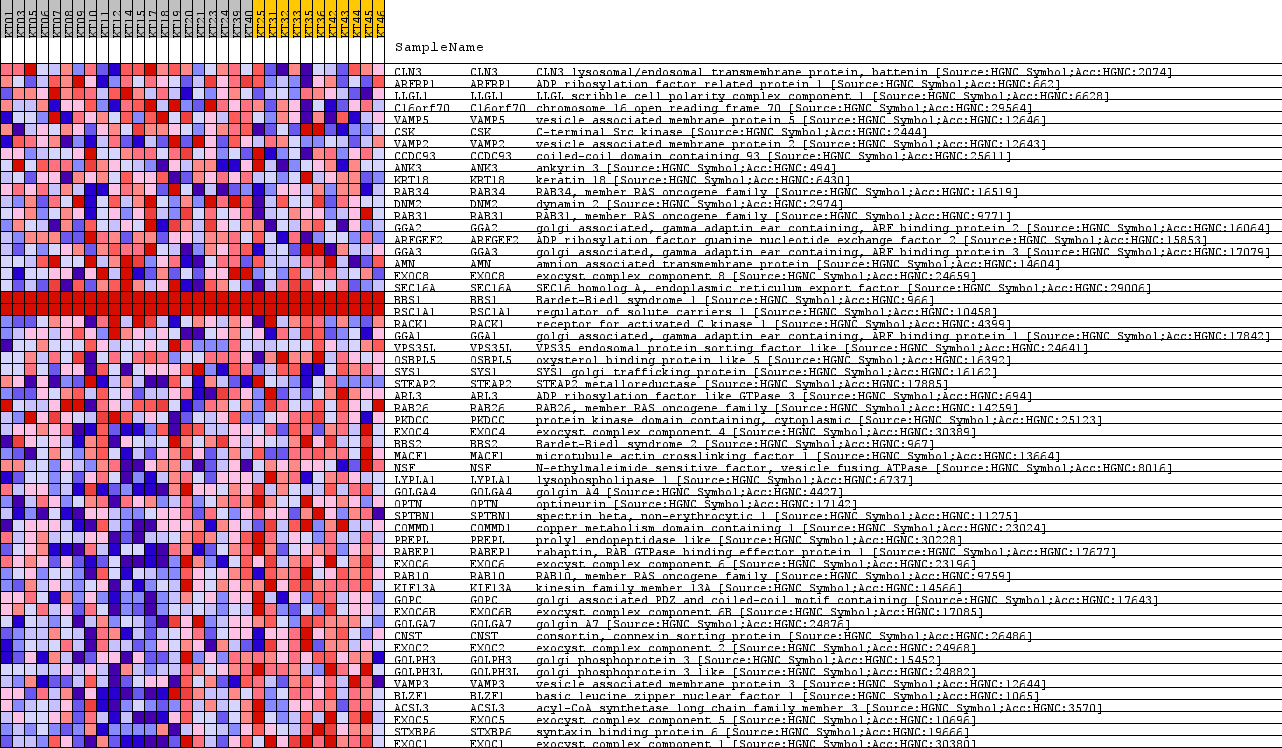 KT01 KT03 KT05 KT06 KT07 KT08 KT09 KT10 KT11 KT12 KT14 KT15 KT17 KT18 KT19 KT20 KT21 KT23 KT24 KT39 KT40 KT25 KT31 KT32 KT33 KT35 KT36 KT42 KT43 KT44 KT45 KT46
SampleName
CLN3 CLN3 CLN3 lysosomal/endosomal transmembrane protein, battenin [Source:HGNC Symbol;Acc:HGNC:2074]
ARFRP1 ARFRP1 ADP ribosylation factor related protein 1 [Source:HGNC Symbol;Acc:HGNC:662]
LLGL1 LLGL1 LLGL scribble cell polarity complex component 1 [Source:HGNC Symbol;Acc:HGNC:6628]
C16orf70 C16orf70 chromosome 16 open reading frame 70 [Source:HGNC Symbol;Acc:HGNC:29564]
VAMP5 VAMP5 vesicle associated membrane protein 5 [Source:HGNC Symbol;Acc:HGNC:12646]
CSK CSK C-terminal Src kinase [Source:HGNC Symbol;Acc:HGNC:2444]
VAMP2 VAMP2 vesicle associated membrane protein 2 [Source:HGNC Symbol;Acc:HGNC:12643]
CCDC93 CCDC93 coiled-coil domain containing 93 [Source:HGNC Symbol;Acc:HGNC:25611]
ANK3 ANK3 ankyrin 3 [Source:HGNC Symbol;Acc:HGNC:494]
KRT18 KRT18 keratin 18 [Source:HGNC Symbol;Acc:HGNC:6430]
RAB34 RAB34 RAB34, member RAS oncogene family [Source:HGNC Symbol;Acc:HGNC:16519]
DNM2 DNM2 dynamin 2 [Source:HGNC Symbol;Acc:HGNC:2974]
RAB31 RAB31 RAB31, member RAS oncogene family [Source:HGNC Symbol;Acc:HGNC:9771]
GGA2 GGA2 golgi associated, gamma adaptin ear containing, ARF binding protein 2 [Source:HGNC Symbol;Acc:HGNC:16064]
ARFGEF2 ARFGEF2 ADP ribosylation factor guanine nucleotide exchange factor 2 [Source:HGNC Symbol;Acc:HGNC:15853]
GGA3 GGA3 golgi associated, gamma adaptin ear containing, ARF binding protein 3 [Source:HGNC Symbol;Acc:HGNC:17079]
AMN AMN amnion associated transmembrane protein [Source:HGNC Symbol;Acc:HGNC:14604]
EXOC8 EXOC8 exocyst complex component 8 [Source:HGNC Symbol;Acc:HGNC:24659]
SEC16A SEC16A SEC16 homolog A, endoplasmic reticulum export factor [Source:HGNC Symbol;Acc:HGNC:29006]
BBS1 BBS1 Bardet-Biedl syndrome 1 [Source:HGNC Symbol;Acc:HGNC:966]
RSC1A1 RSC1A1 regulator of solute carriers 1 [Source:HGNC Symbol;Acc:HGNC:10458]
RACK1 RACK1 receptor for activated C kinase 1 [Source:HGNC Symbol;Acc:HGNC:4399]
GGA1 GGA1 golgi associated, gamma adaptin ear containing, ARF binding protein 1 [Source:HGNC Symbol;Acc:HGNC:17842]
VPS35L VPS35L VPS35 endosomal protein sorting factor like [Source:HGNC Symbol;Acc:HGNC:24641]
OSBPL5 OSBPL5 oxysterol binding protein like 5 [Source:HGNC Symbol;Acc:HGNC:16392]
SYS1 SYS1 SYS1 golgi trafficking protein [Source:HGNC Symbol;Acc:HGNC:16162]
STEAP2 STEAP2 STEAP2 metalloreductase [Source:HGNC Symbol;Acc:HGNC:17885]
ARL3 ARL3 ADP ribosylation factor like GTPase 3 [Source:HGNC Symbol;Acc:HGNC:694]
RAB26 RAB26 RAB26, member RAS oncogene family [Source:HGNC Symbol;Acc:HGNC:14259]
PKDCC PKDCC protein kinase domain containing, cytoplasmic [Source:HGNC Symbol;Acc:HGNC:25123]
EXOC4 EXOC4 exocyst complex component 4 [Source:HGNC Symbol;Acc:HGNC:30389]
BBS2 BBS2 Bardet-Biedl syndrome 2 [Source:HGNC Symbol;Acc:HGNC:967]
MACF1 MACF1 microtubule actin crosslinking factor 1 [Source:HGNC Symbol;Acc:HGNC:13664]
NSF NSF N-ethylmaleimide sensitive factor, vesicle fusing ATPase [Source:HGNC Symbol;Acc:HGNC:8016]
LYPLA1 LYPLA1 lysophospholipase 1 [Source:HGNC Symbol;Acc:HGNC:6737]
GOLGA4 GOLGA4 golgin A4 [Source:HGNC Symbol;Acc:HGNC:4427]
OPTN OPTN optineurin [Source:HGNC Symbol;Acc:HGNC:17142]
SPTBN1 SPTBN1 spectrin beta, non-erythrocytic 1 [Source:HGNC Symbol;Acc:HGNC:11275]
COMMD1 COMMD1 copper metabolism domain containing 1 [Source:HGNC Symbol;Acc:HGNC:23024]
PREPL PREPL prolyl endopeptidase like [Source:HGNC Symbol;Acc:HGNC:30228]
RABEP1 RABEP1 rabaptin, RAB GTPase binding effector protein 1 [Source:HGNC Symbol;Acc:HGNC:17677]
EXOC6 EXOC6 exocyst complex component 6 [Source:HGNC Symbol;Acc:HGNC:23196]
RAB10 RAB10 RAB10, member RAS oncogene family [Source:HGNC Symbol;Acc:HGNC:9759]
KIF13A KIF13A kinesin family member 13A [Source:HGNC Symbol;Acc:HGNC:14566]
GOPC GOPC golgi associated PDZ and coiled-coil motif containing [Source:HGNC Symbol;Acc:HGNC:17643]
EXOC6B EXOC6B exocyst complex component 6B [Source:HGNC Symbol;Acc:HGNC:17085]
GOLGA7 GOLGA7 golgin A7 [Source:HGNC Symbol;Acc:HGNC:24876]
CNST CNST consortin, connexin sorting protein [Source:HGNC Symbol;Acc:HGNC:26486]
EXOC2 EXOC2 exocyst complex component 2 [Source:HGNC Symbol;Acc:HGNC:24968]
GOLPH3 GOLPH3 golgi phosphoprotein 3 [Source:HGNC Symbol;Acc:HGNC:15452]
GOLPH3L GOLPH3L golgi phosphoprotein 3 like [Source:HGNC Symbol;Acc:HGNC:24882]
VAMP3 VAMP3 vesicle associated membrane protein 3 [Source:HGNC Symbol;Acc:HGNC:12644]
BLZF1 BLZF1 basic leucine zipper nuclear factor 1 [Source:HGNC Symbol;Acc:HGNC:1065]
ACSL3 ACSL3 acyl-CoA synthetase long chain family member 3 [Source:HGNC Symbol;Acc:HGNC:3570]
EXOC5 EXOC5 exocyst complex component 5 [Source:HGNC Symbol;Acc:HGNC:10696]
STXBP6 STXBP6 syntaxin binding protein 6 [Source:HGNC Symbol;Acc:HGNC:19666]
EXOC1 EXOC1 exocyst complex component 1 [Source:HGNC Symbol;Acc:HGNC:30380]